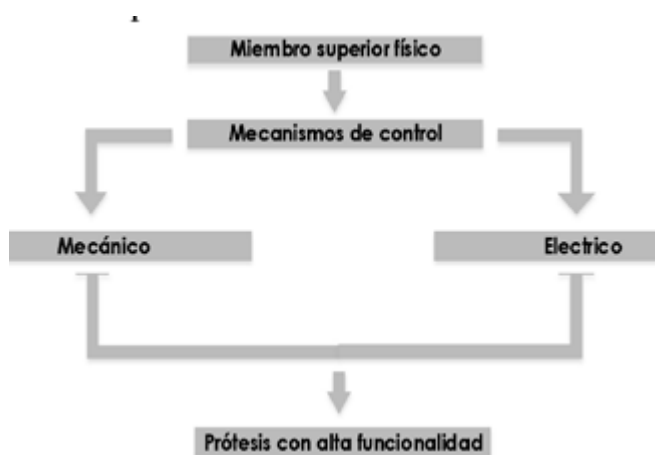 Miembro superior físico
Mecanismos de control
Mecánico
Electrico
Prótesis con alta funcionalidad